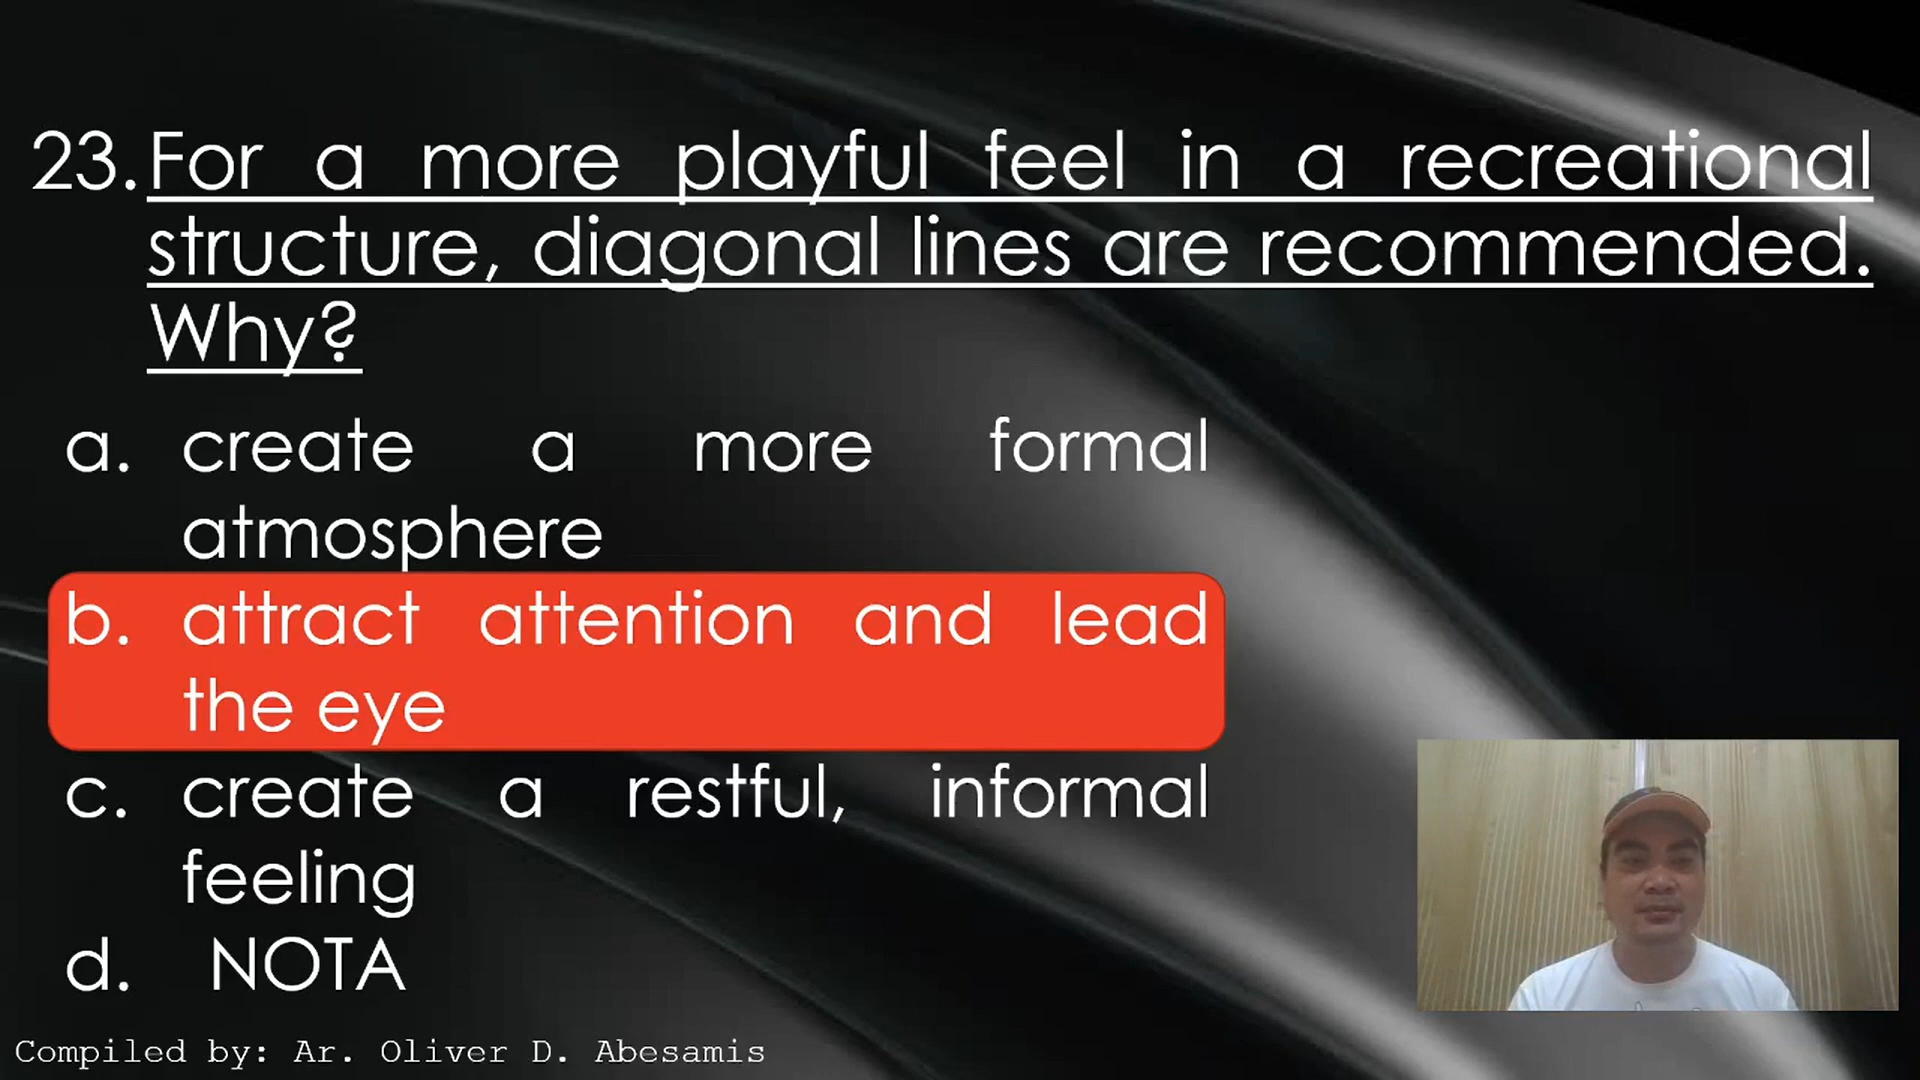 23. For a more playful feel in a recreational
structure, diagonal lines are recommended.
Why?
a. create a more formal
atmosphere
b. attract attention and lead
the eye
c. create a restful, informal
feeling
d. NOTA
Compiled by: Ar. Oliver D. Abesamis